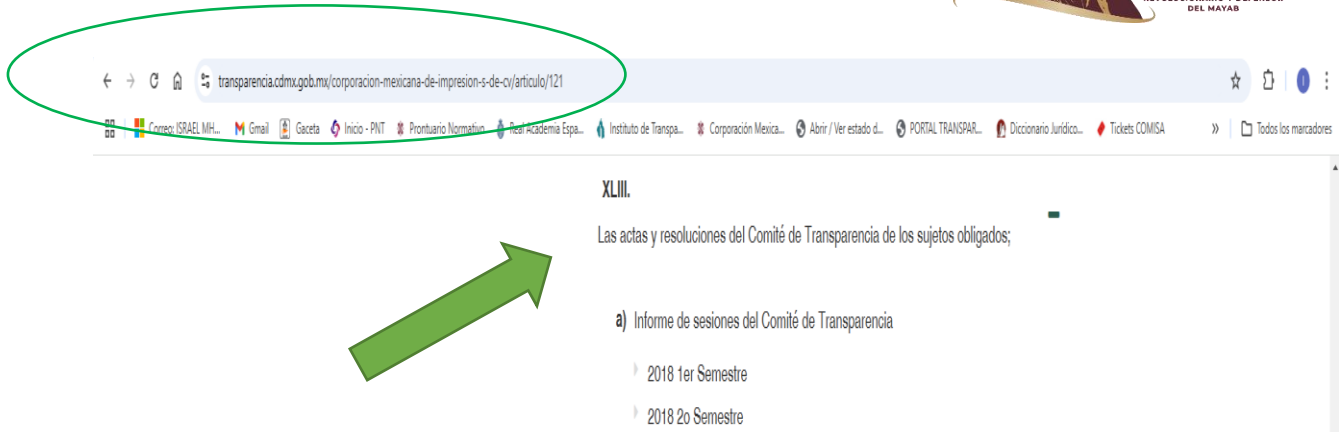 DEL MAYAB
transparencia.cdmx.gob.mx/corporacion-mexicana-de-impresion-s-de-cv/articulo/121
Correo: ISRAEL MH... Gmail Gaceta Inicio - PNT Prontuario Normativo Real Academia Espa... Instituto de Transpa... Corporación Mexica... Abrir / Ver estado d... PORTAL TRANSPAR... Diccionario Jurídico... Tickets COMISA » Todos los marcadores
XLIII.
Las actas y resoluciones del Comité de Transparencia de los sujetos obligados;
a) Informe de sesiones del Comité de Transparencia
2018 1er Semestre
2018 2o Semestre